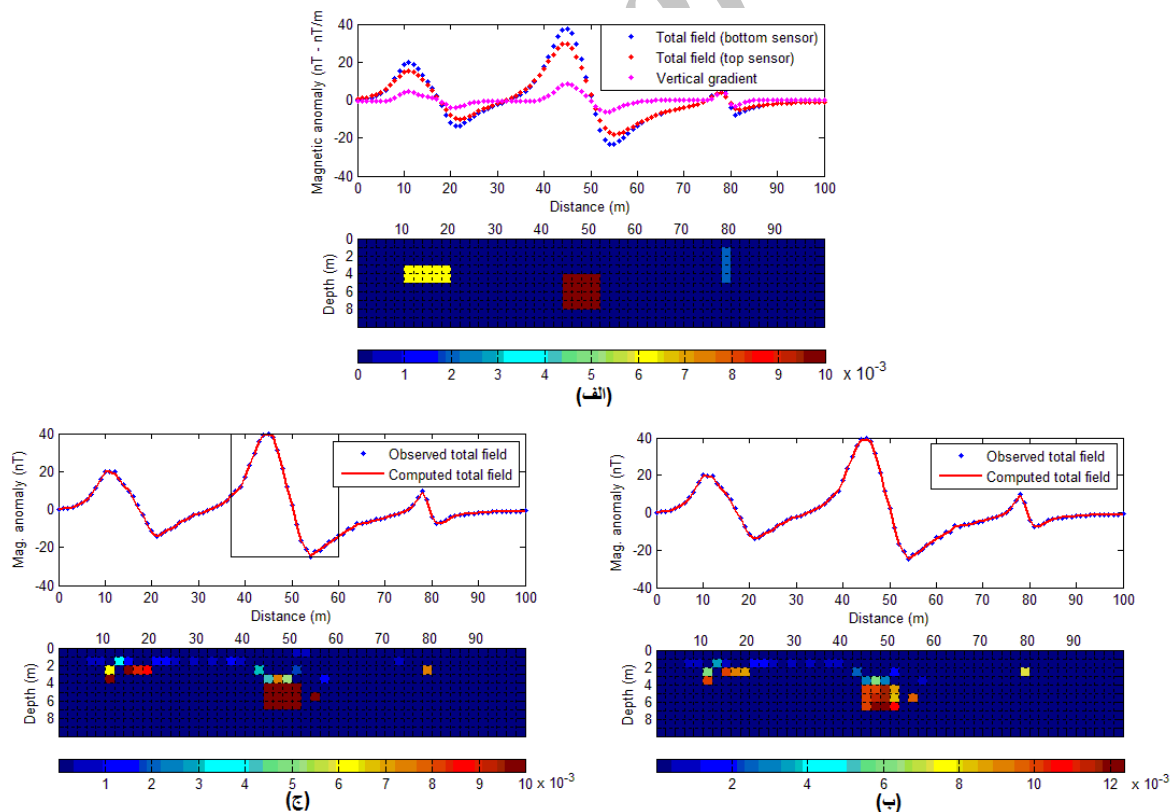 Magnetic anomaly (nT - nT/m)
40
20
0
-20
-40
Total field (bottom sensor)
Total field (top sensor)
Vertical gradient
0 10 20 30 40 50 60 70 80 90 100
Distance (m)
10 20 30 40 50 60 70 80 90
Depth (m)
0
2
4
6
8
0 1 2 3 4 5 6 7 8 9 10 x 10-3
(الف)
Mag. anomaly (nT)
40
20
0
-20
-40
Observed total field
Computed total field
0 10 20 30 40 50 60 70 80 90 100
Distance (m)
10 20 30 40 50 60 70 80 90
Depth (m)
0
2
4
6
8
1 2 3 4 5 6 7 8 9 10 x 10-3
(ج)
Mag. anomaly (nT)
40
20
0
-20
-40
Observed total field
Computed total field
0 10 20 30 40 50 60 70 80 90 100
Distance (m)
10 20 30 40 50 60 70 80 90
Depth (m)
0
2
4
6
8
2 4 6 8 10 12 x 10-3
(ب)